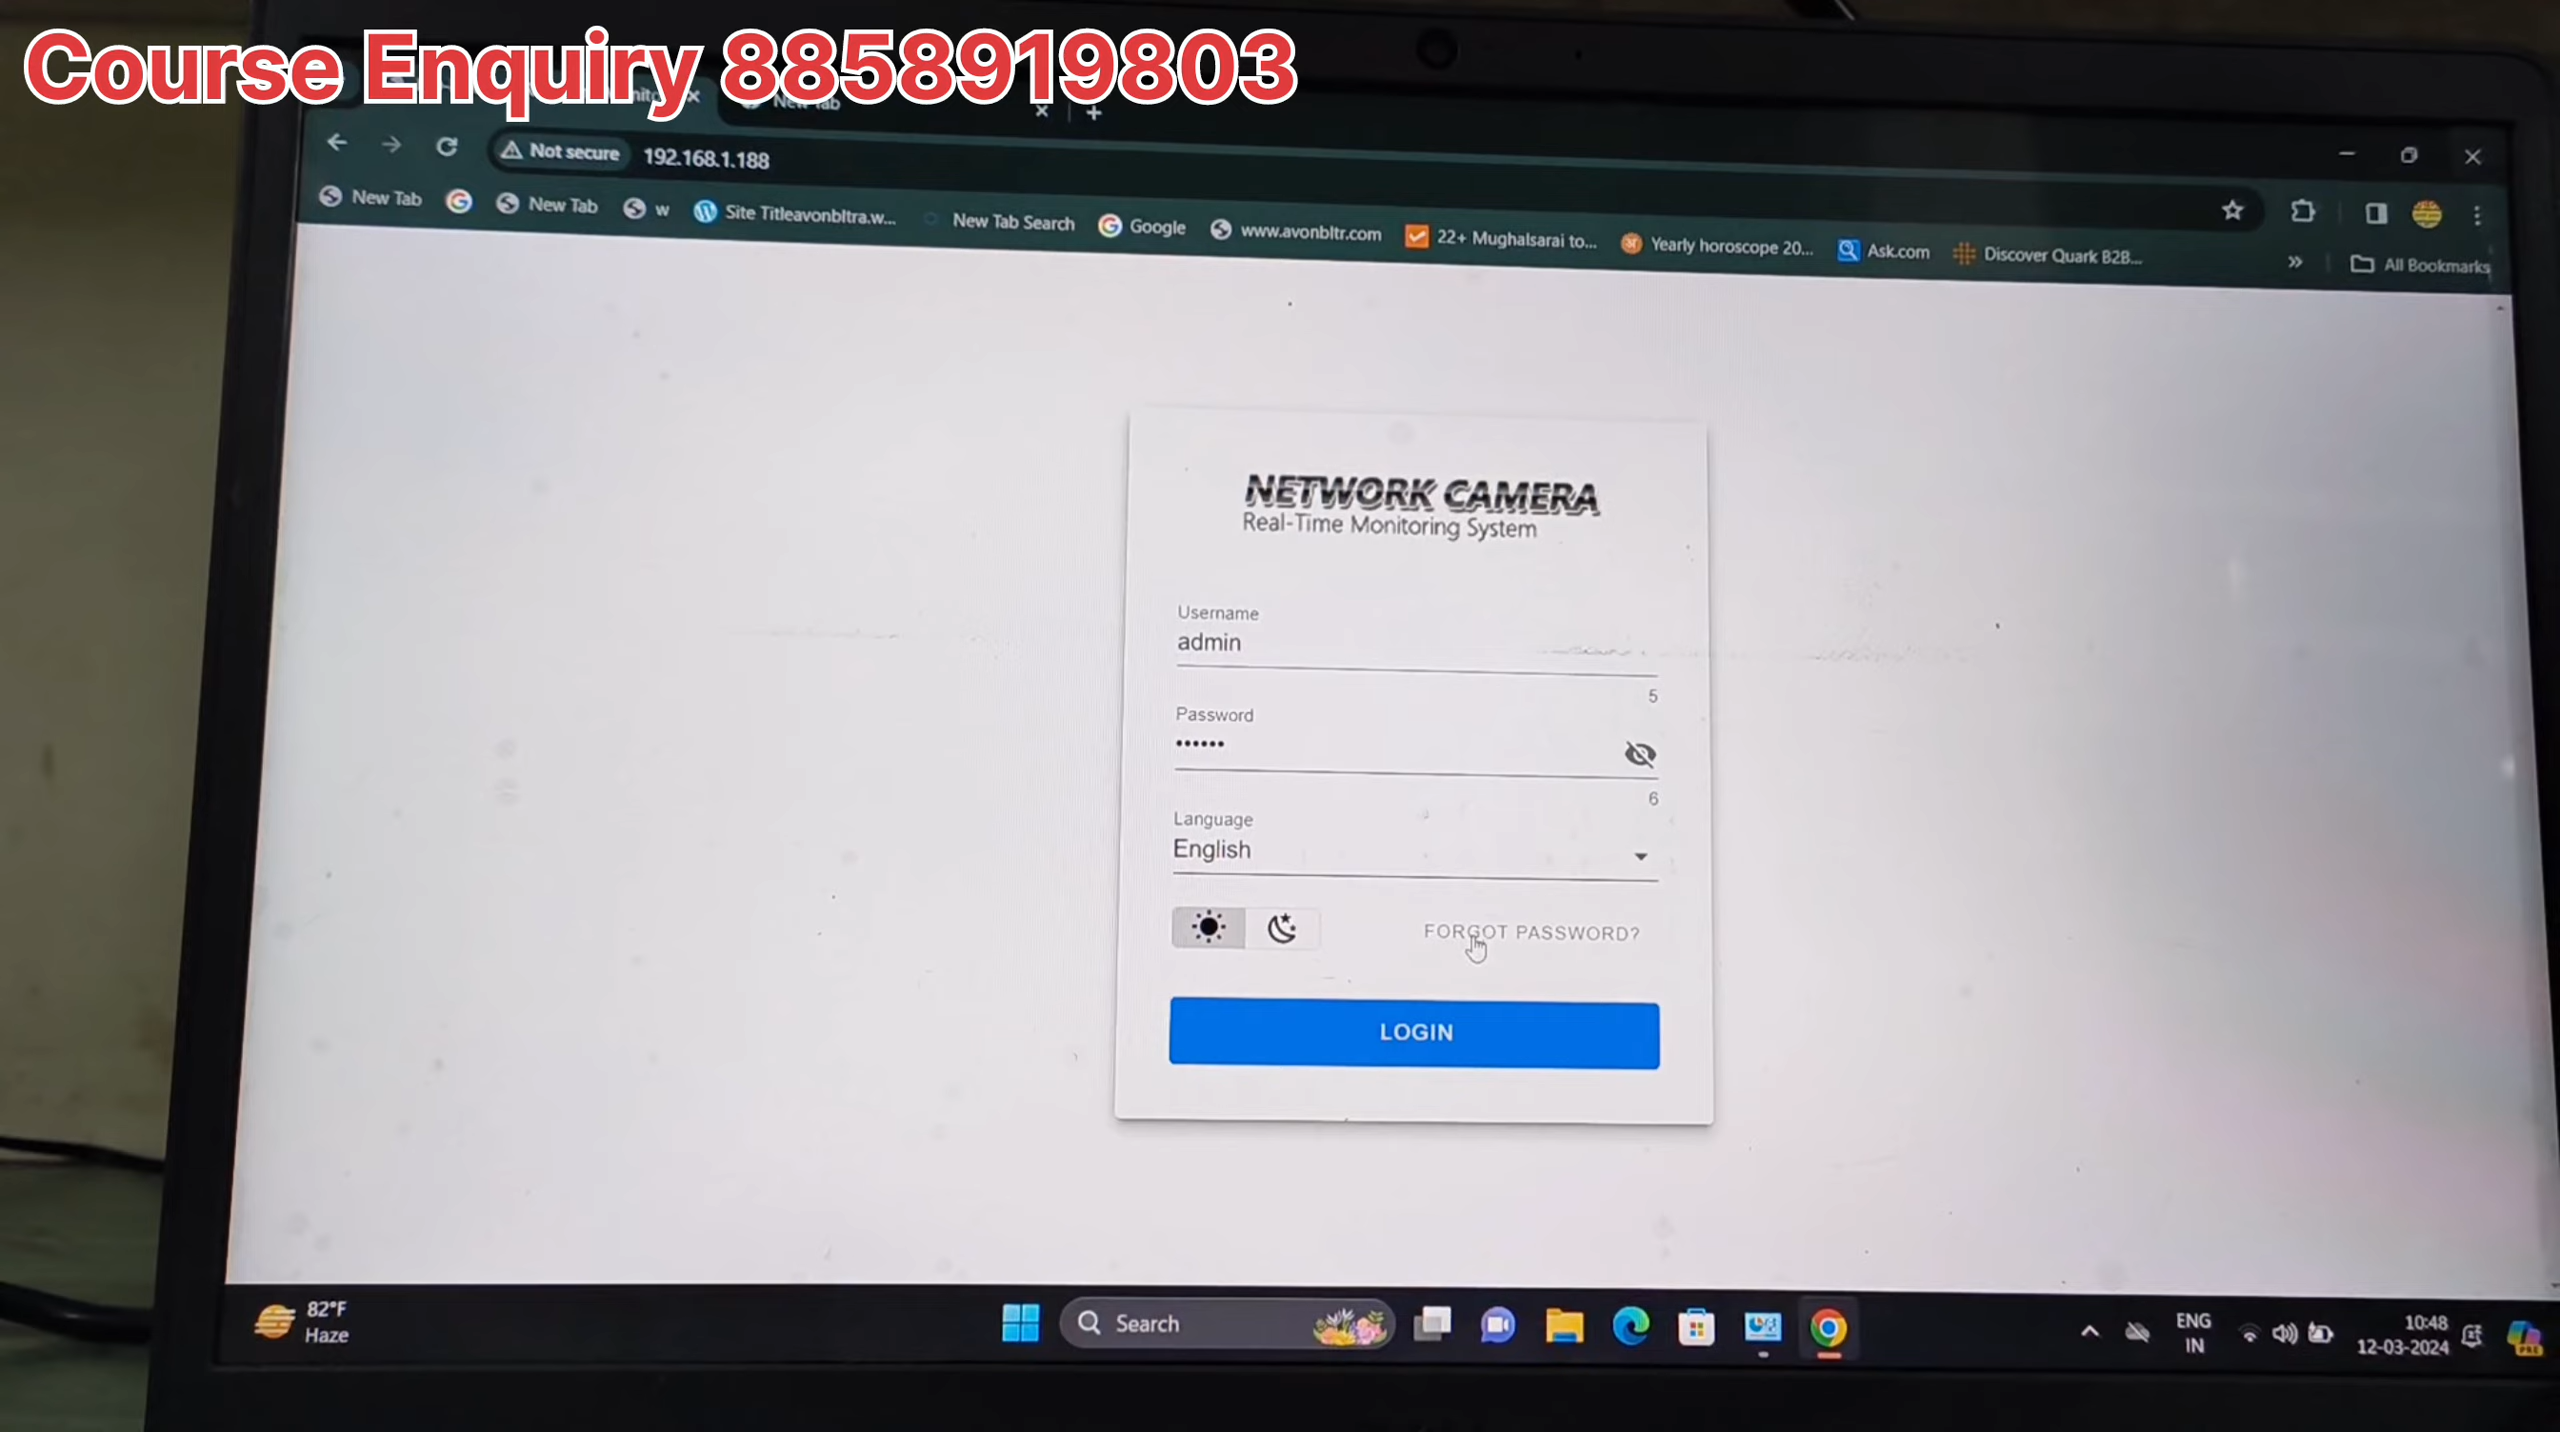 Course Enquiry 8858919803
New Tab
Not secure 192.168.1.188
New Tab
New Tab
w
Site Titleavonbltra.w...
New Tab Search
Google
www.avonbltr.com
22+ Mughalsarai to...
Yearly horoscope 20...
Ask.com
Discover Quark B2B...
All Bookmarks
NETWORK CAMERA
Real-Time Monitoring System
Username
admin
5
Password
••••••
6
Language
English
FORGOT PASSWORD?
LOGIN
82°F
Haze
Search
ENG
IN
10:48
12-03-2024